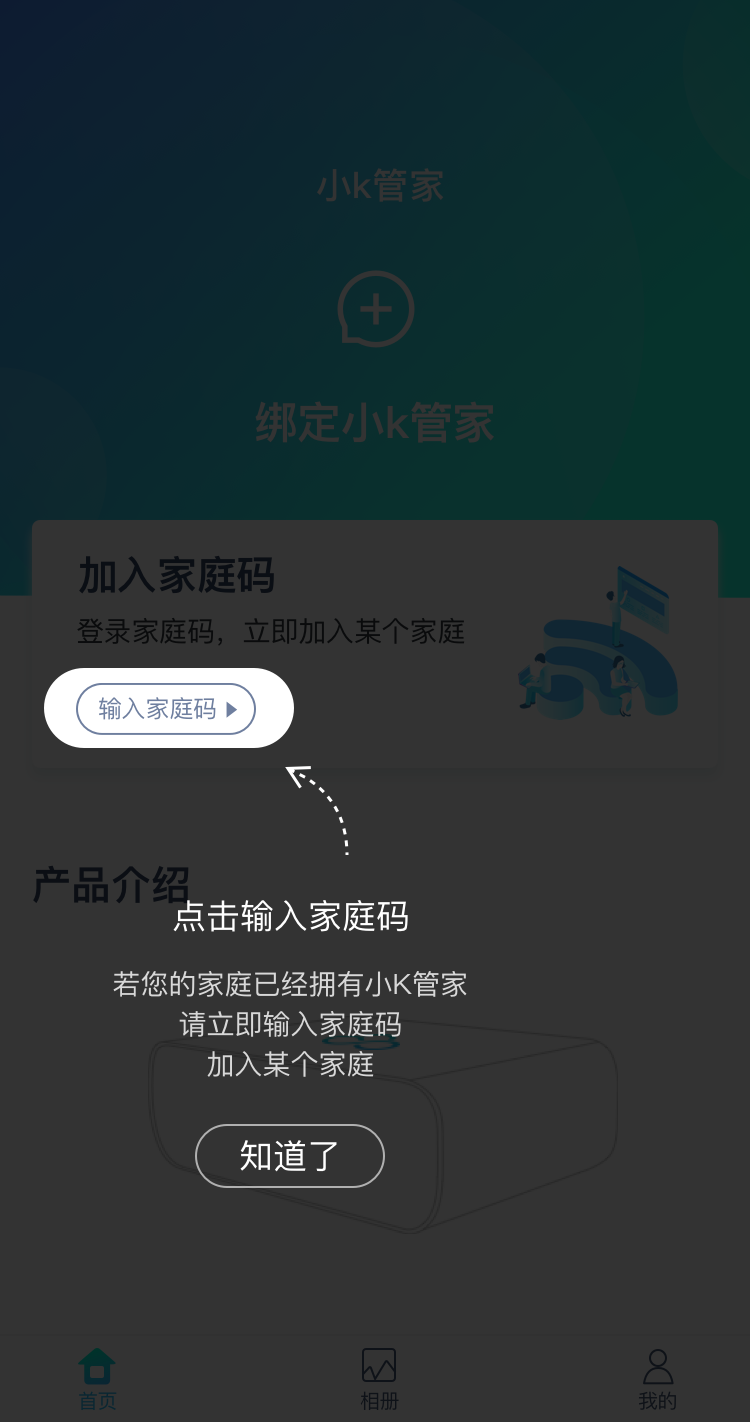 小k管家
绑定小k管家
加入家庭码
登录家庭码，立即加入某个家庭
输入家庭码
产品介绍
点击输入家庭码
若您的家庭已经拥有小K管家
请立即输入家庭码
加入某个家庭
知道了
首页
相册
我的